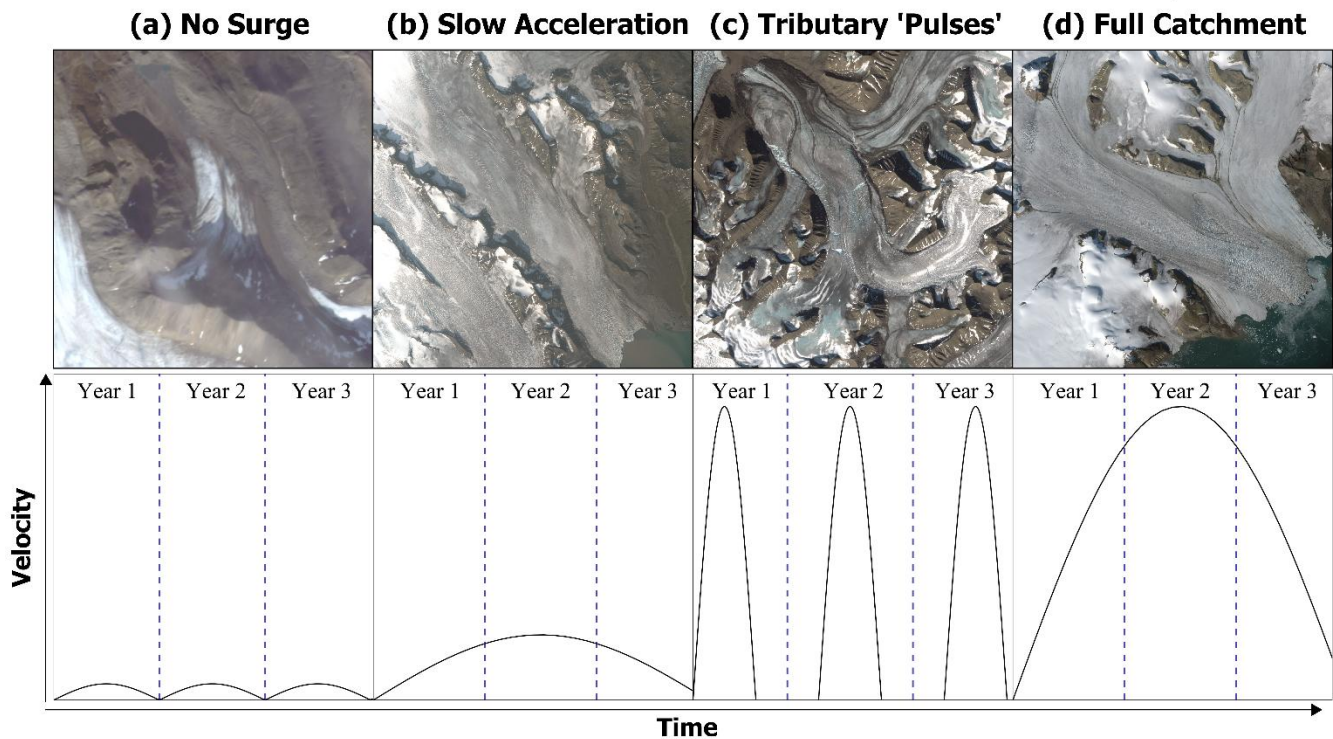 (a) No Surge
(b) Slow Acceleration
(c) Tributary 'Pulses'
(d) Full Catchment
Year 1 Year 2 Year 3
Year 1 Year 2 Year 3
Year 1 Year 2 Year 3
Year 1 Year 2 Year 3
Velocity
Time